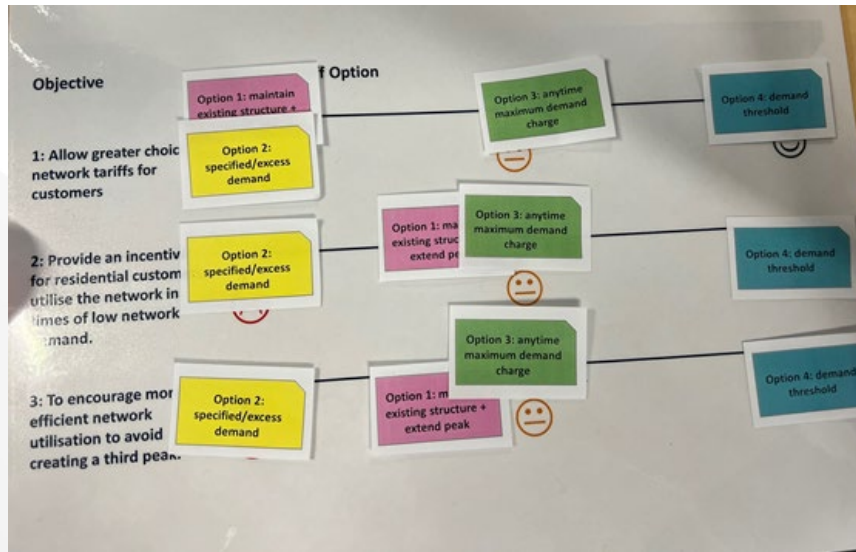 Objective
f Option
Option 1: maintain
existing structure +
Option 3: anytime
maximum demand
charge
Option 4: demand
threshold
1: Allow greater choic
network tariffs for
customers
Option 2:
specified/excess
demand
2: Provide an incentiv
for residential custom
utilise the network in
times of low network
mand.
Option 2:
specified/excess
demand
Option 1: ma
existing struc
extend pe
Option 3: anytime
maximum demand
charge
Option 4: demand
threshold
3: To encourage mor
efficient network
utilisation to avoid
creating a third peak.
Option 2:
specified/excess
demand
Option 1: m
existing structure +
extend peak
Option 3: anytime
maximum demand
charge
Option 4: demand
threshold